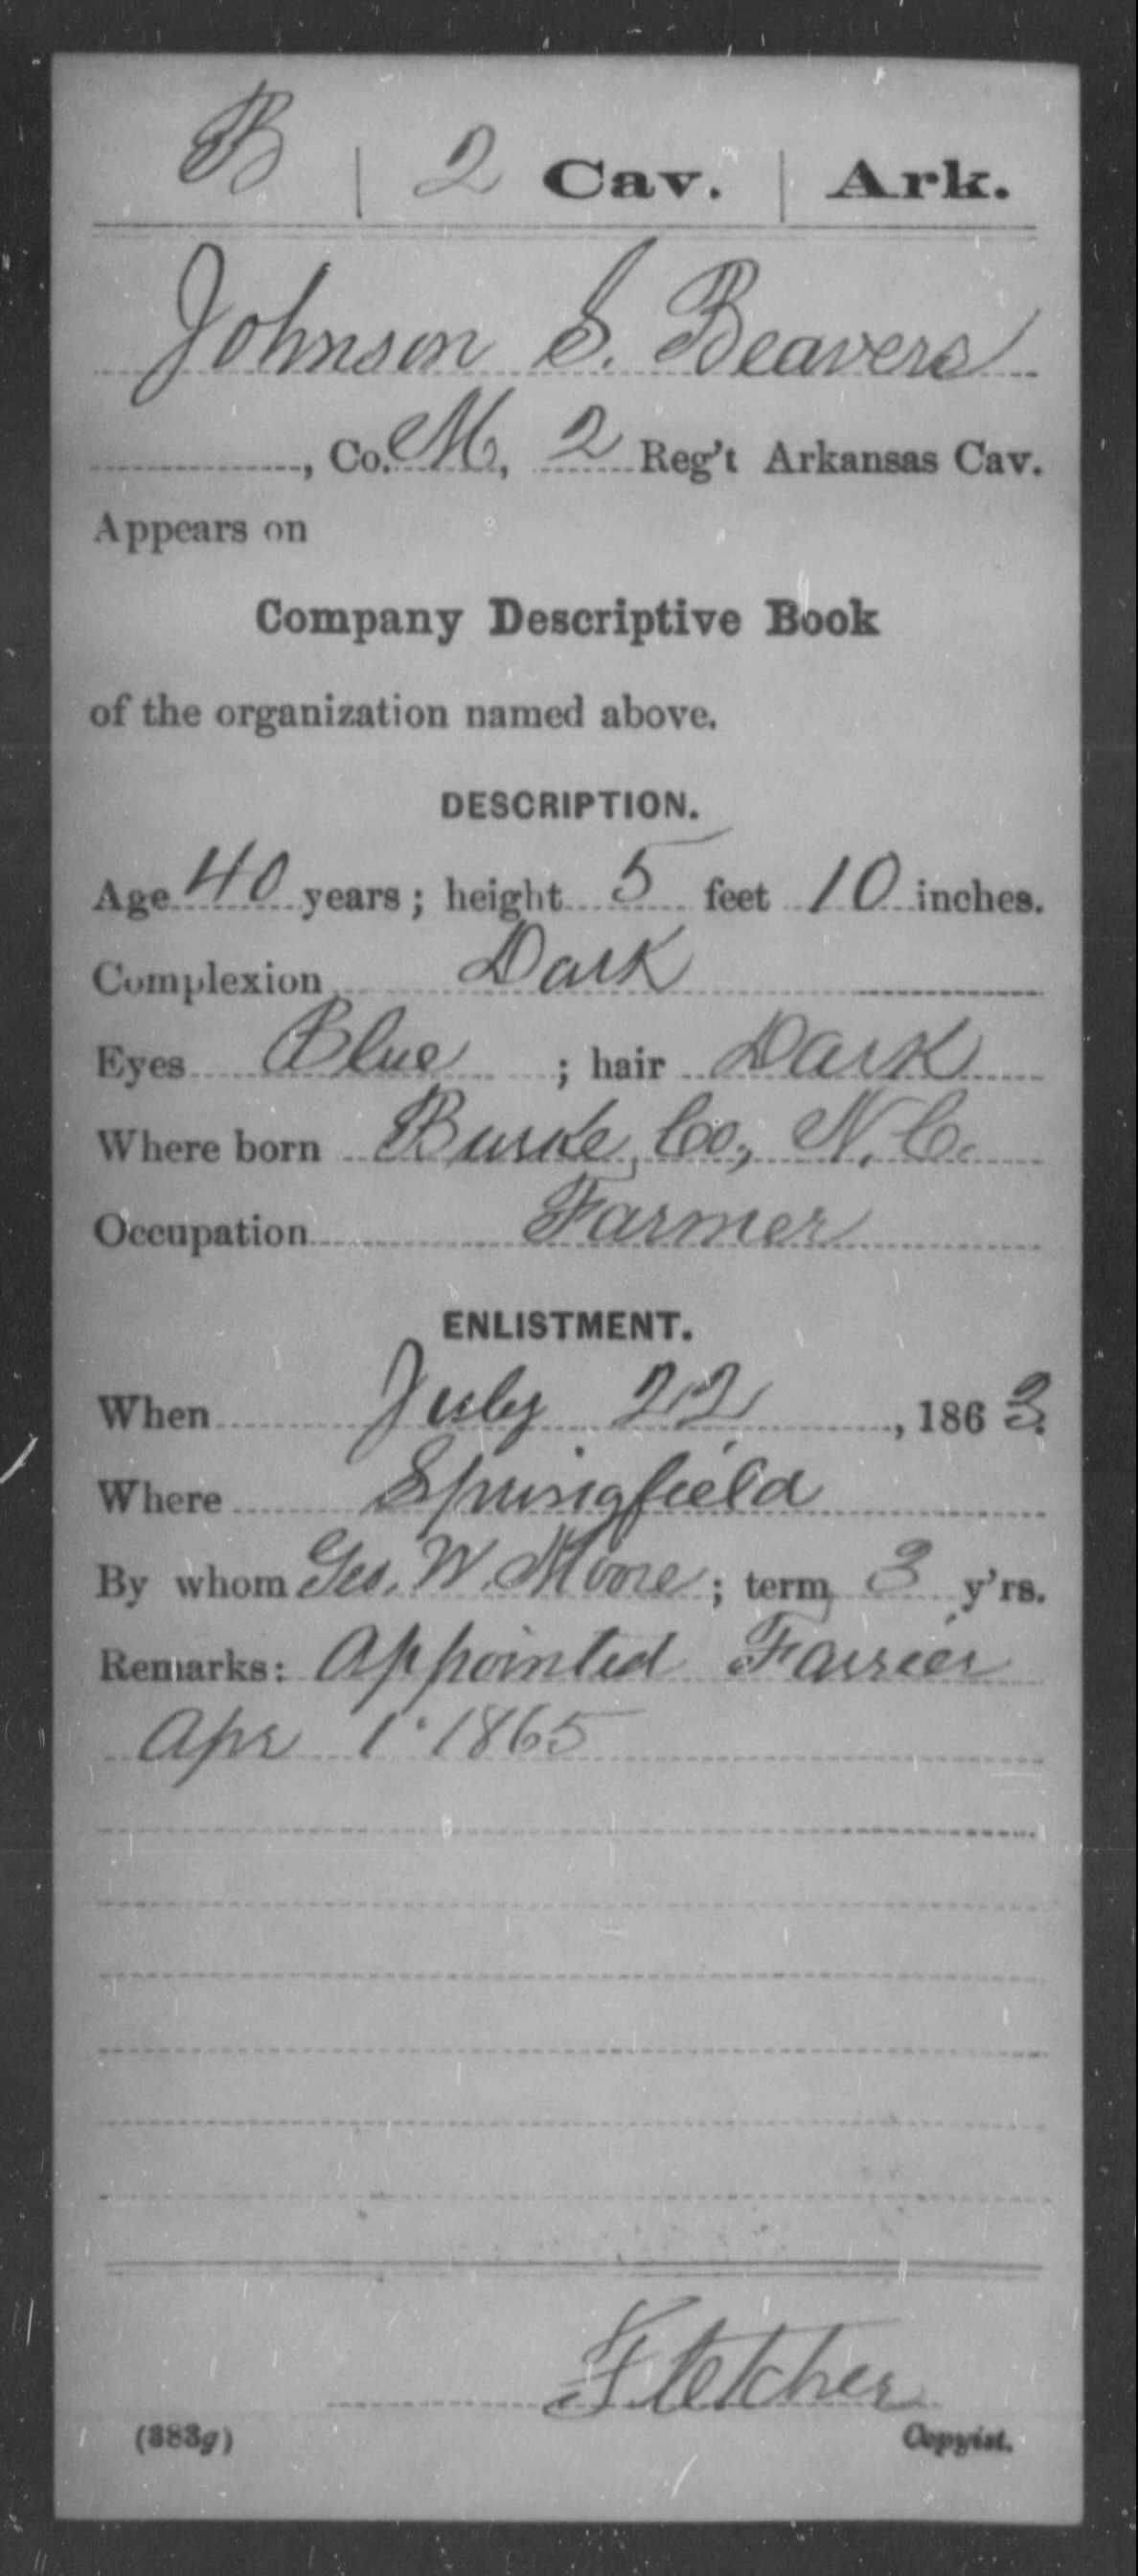 B | 2 Cav. | Ark.
Johnson S. Beavers
, Co. M, 2 Reg't Arkansas Cav.
Appears on
Company Descriptive Book
of the organization named above.
DESCRIPTION.
Age 40 years; height 5 feet 10 inches.
Complexion Dark
Eyes Blue ; hair Dark
Where born Burke Co, N.C.
Occupation Farmer
ENLISTMENT.
When July 22, 1863.
Where Springfield
By whom Geo. W. Moore; term 3 y'rs.
Remarks: Appointed Farrier
Apr 1 1865
Fletcher
(383g) Copyist.